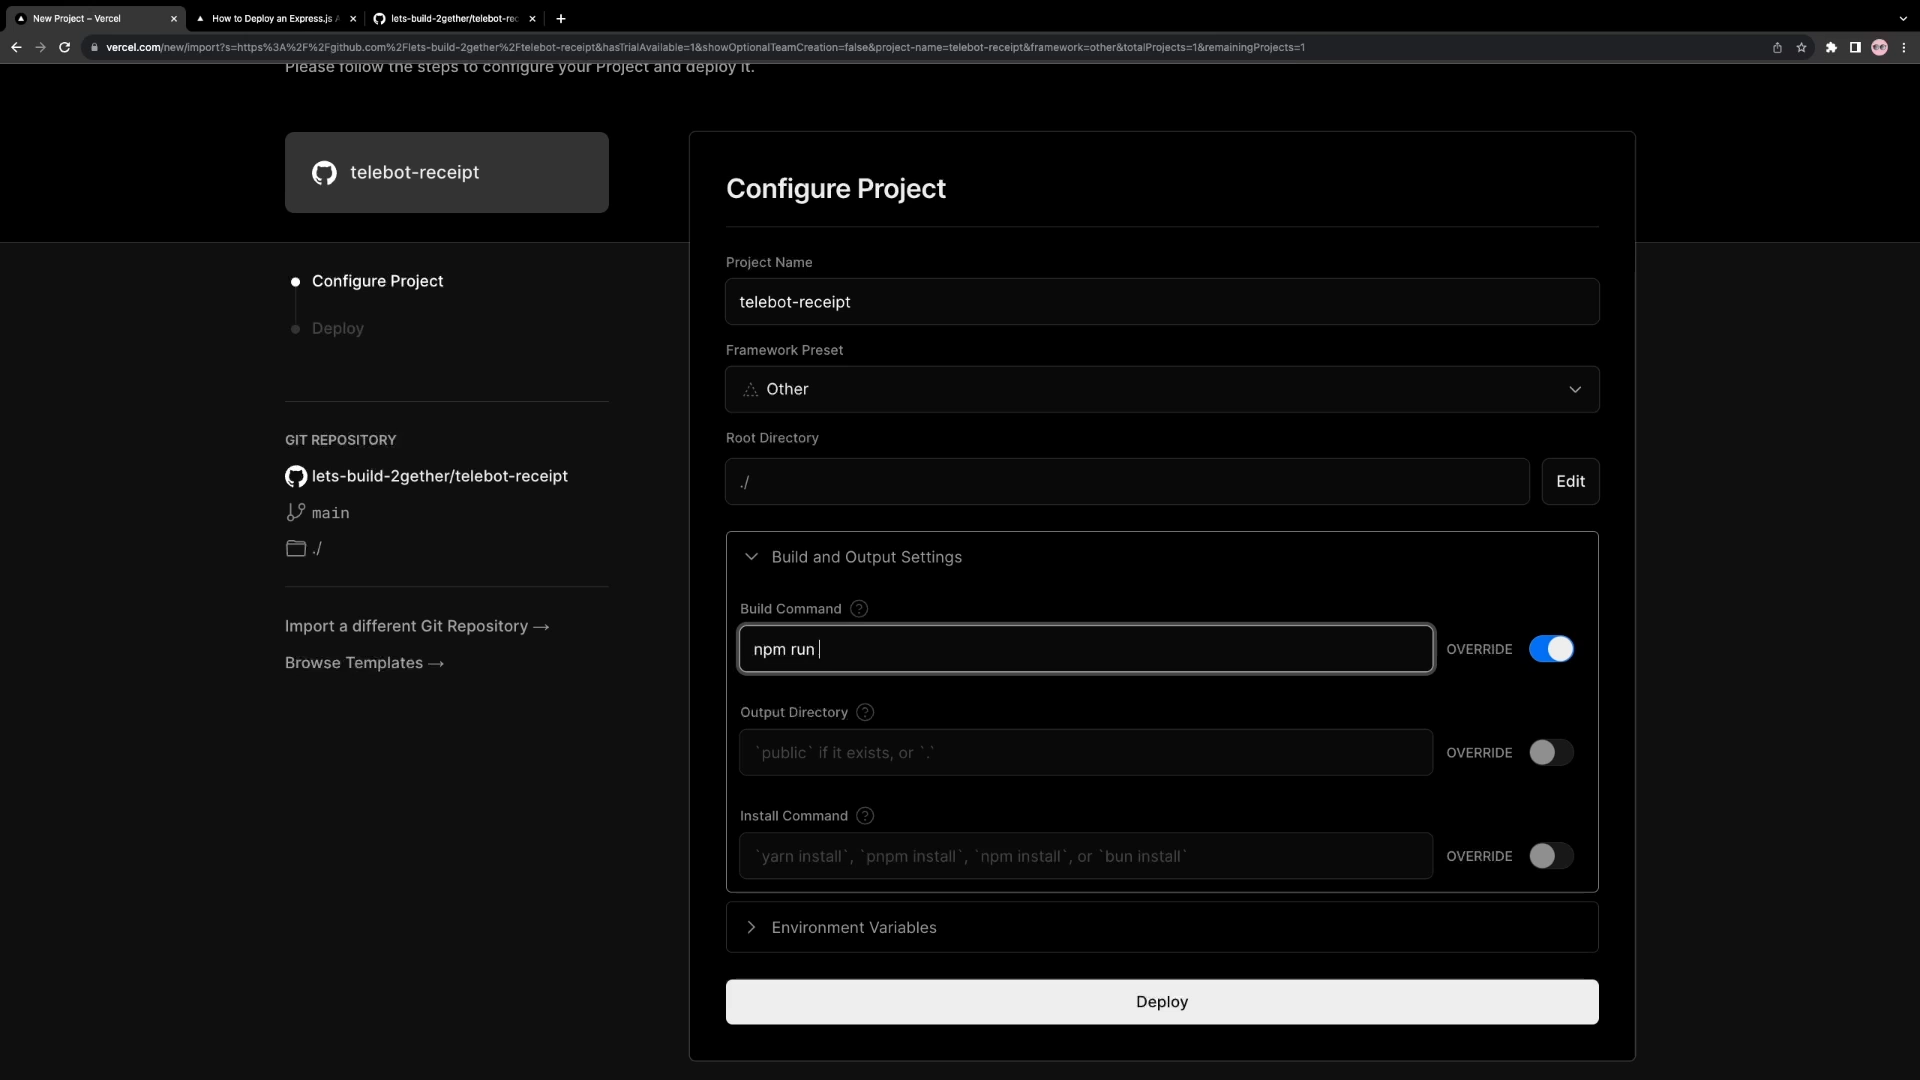 New Project – Vercel
How to Deploy an Express.js A
lets-build-2gether/telebot-rec
vercel.com/new/import?s=https%3A%2F%2Fgithub.com%2Flets-build-2gether%2Ftelebot-receipt&hasTrialAvailable=1&showOptionalTeamCreation=false&project-name=telebot-receipt&framework=other&totalProjects=1&remainingProjects=1
Please follow the steps to configure your Project and deploy it.
telebot-receipt
Configure Project
Deploy
GIT REPOSITORY
lets-build-2gether/telebot-receipt
main
./
Import a different Git Repository →
Browse Templates →
Configure Project
Project Name
telebot-receipt
Framework Preset
Other
Root Directory
./
Edit
Build and Output Settings
Build Command ?
npm run
OVERRIDE
Output Directory ?
`public` if it exists, or `.`
OVERRIDE
Install Command ?
`yarn install`, `pnpm install`, `npm install`, or `bun install`
OVERRIDE
Environment Variables
Deploy